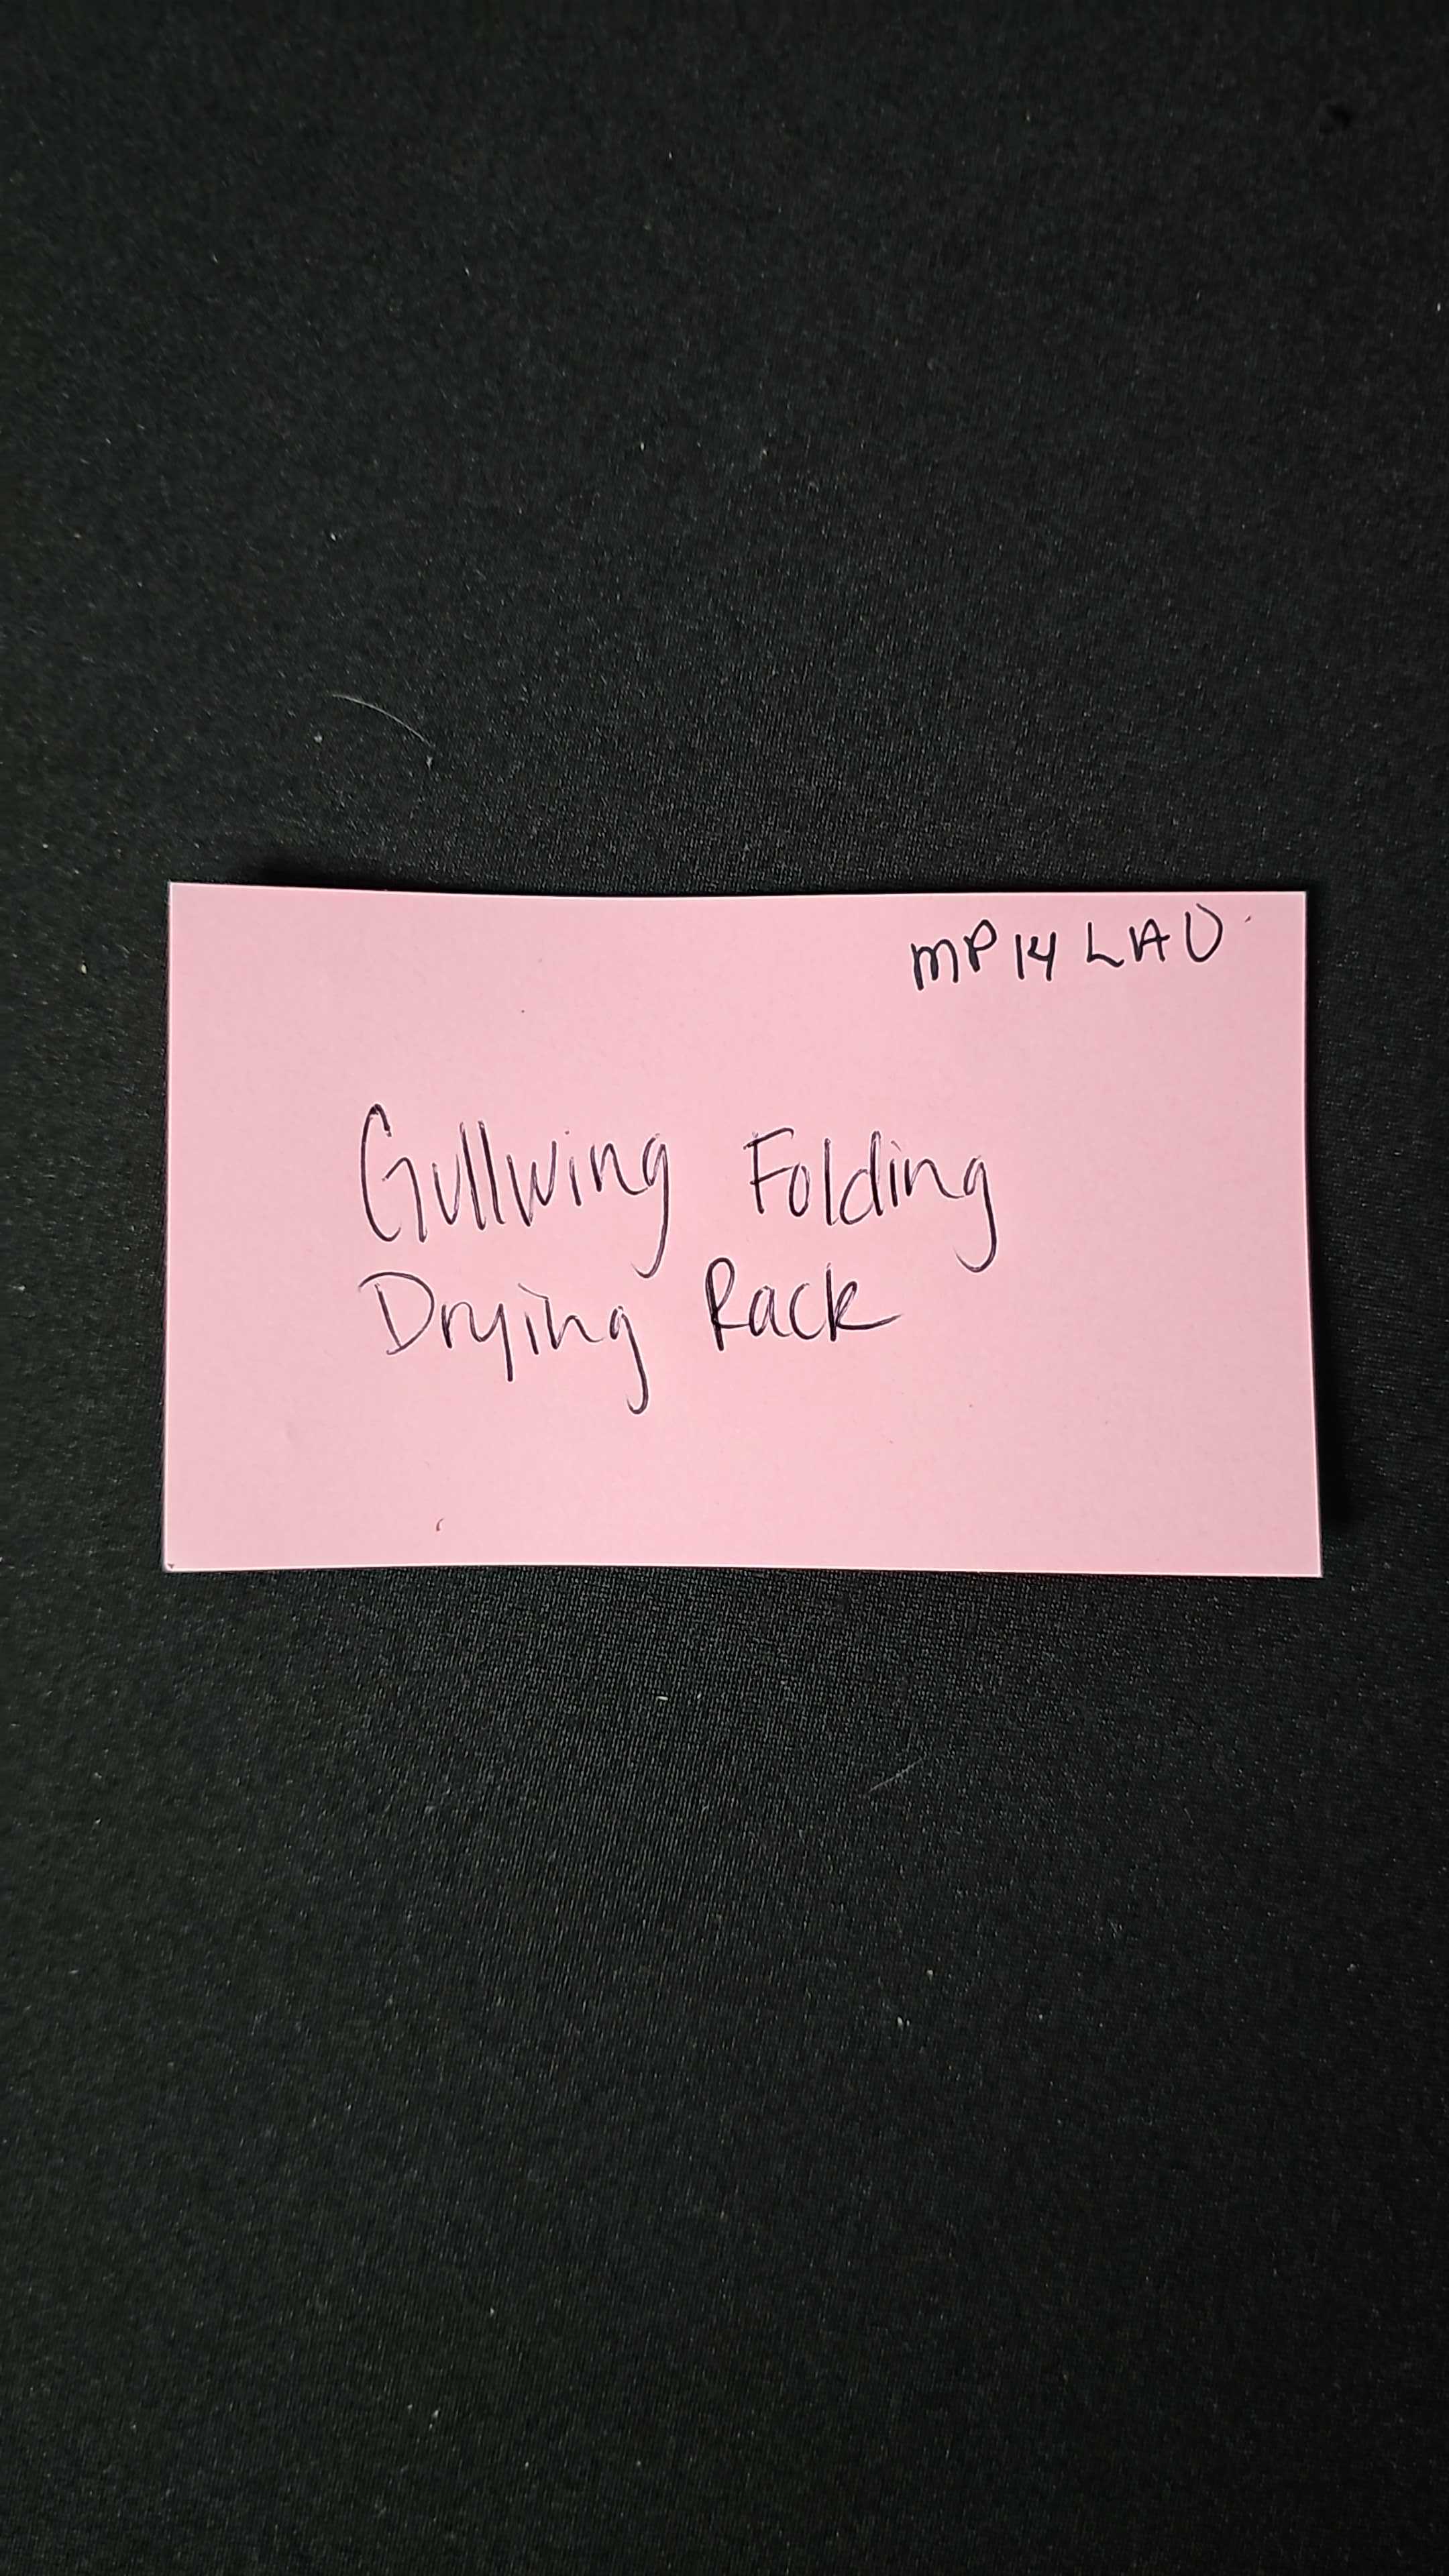 MP14LAU
Gullwing Folding
Drying Rack